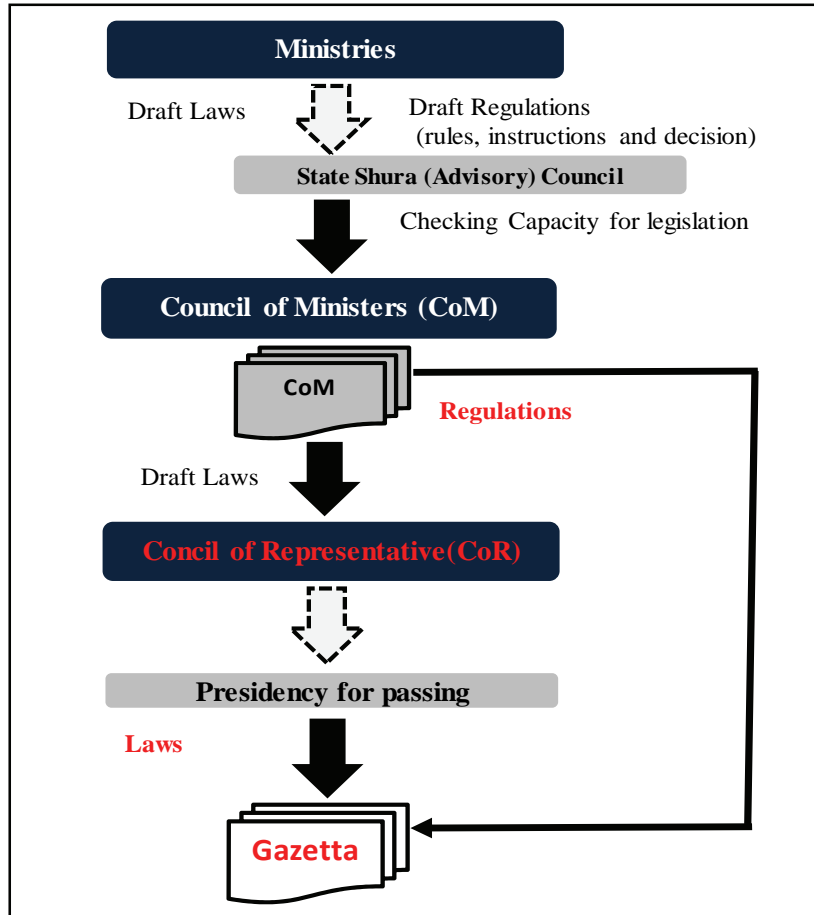 Ministries
Draft Laws
Draft Regulations
(rules, instructions and decision)
State Shura (Advisory) Council
Checking Capacity for legislation
Council of Ministers (CoM)
CoM
Regulations
Draft Laws
Concil of Representative(CoR)
Presidency for passing
Laws
Gazetta